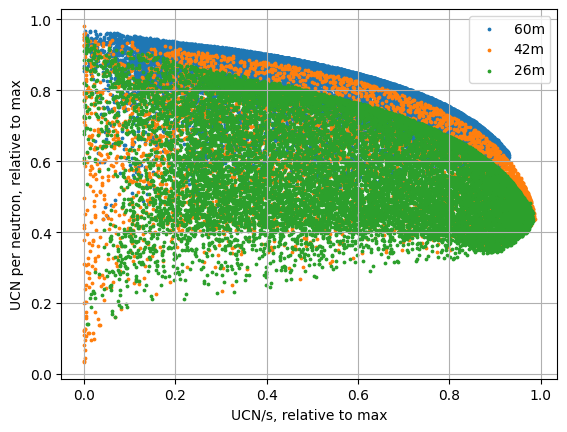 60m
42m
26m
1.0
0.8
0.6
0.4
0.2
0.0
UCN per neutron, relative to max
0.0 0.2 0.4 0.6 0.8 1.0
UCN/s, relative to max